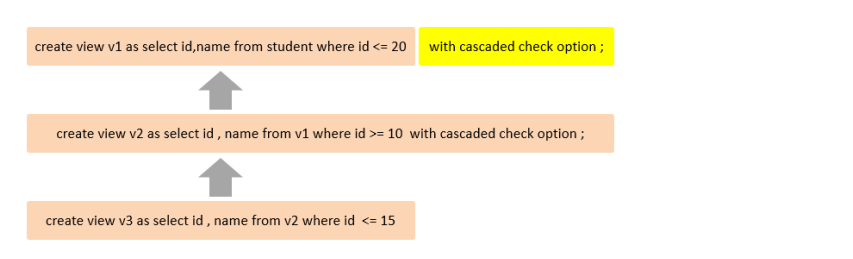 create view v1 as select id,name from student where id <= 20 with cascaded check option ;
create view v2 as select id , name from v1 where id >= 10 with cascaded check option ;
create view v3 as select id , name from v2 where id <= 15